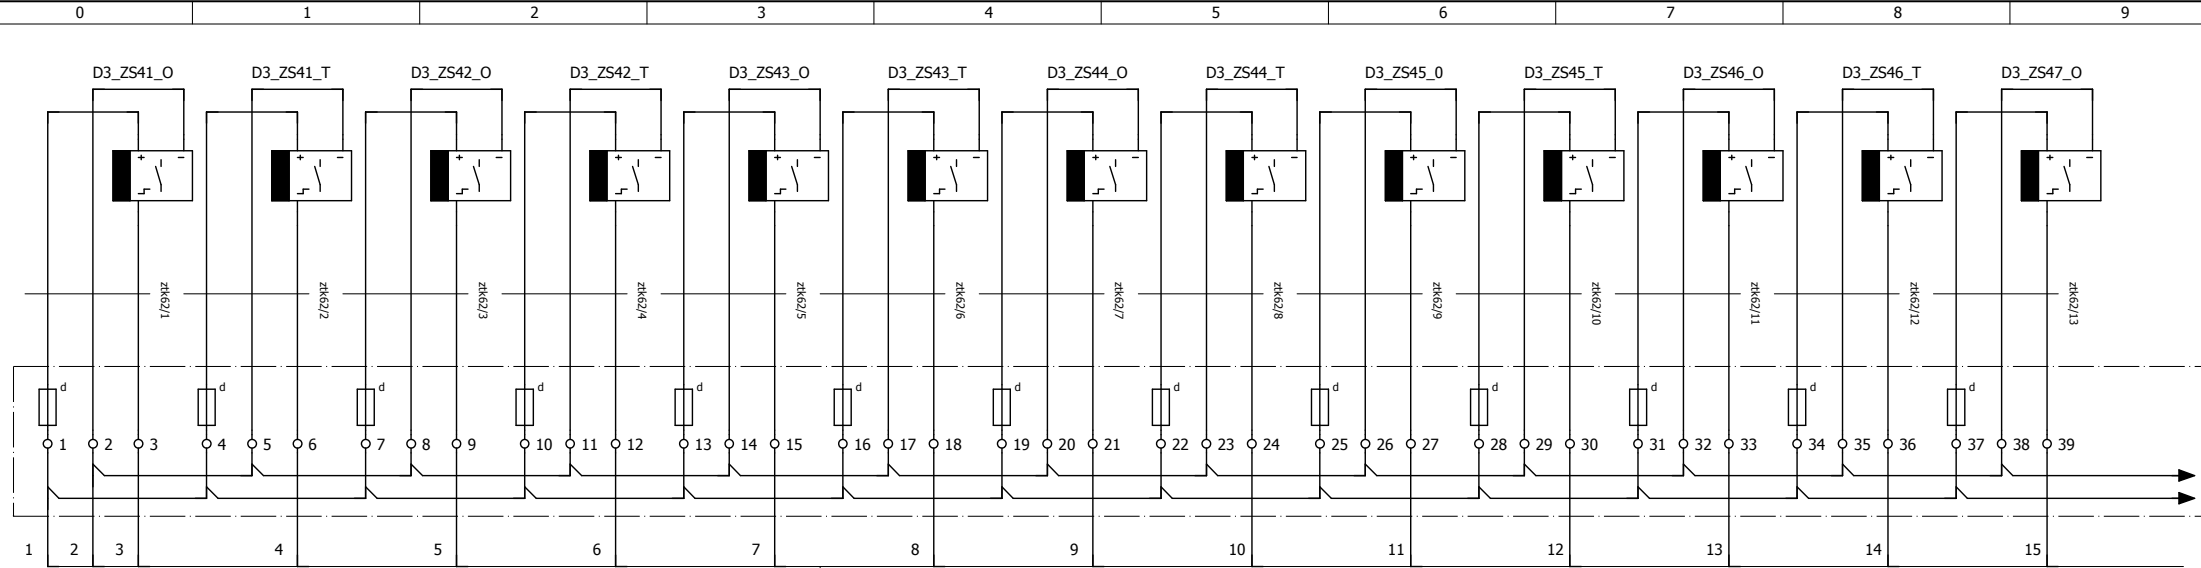 0 1 2 3 4 5 6 7 8 9
D3_ZS41_O D3_ZS41_T D3_ZS42_O D3_ZS42_T D3_ZS43_O D3_ZS43_T D3_ZS44_O D3_ZS44_T D3_ZS45_0 D3_ZS45_T D3_ZS46_O D3_ZS46_T D3_ZS47_O
+ − + − + − + − + − + − + − + − + − + − + − + − + −
ztk62/1 ztk62/2 ztk62/3 ztk62/4 ztk62/5 ztk62/6 ztk62/7 ztk62/8 ztk62/9 ztk62/10 ztk62/11 ztk62/12 ztk62/13
d d d d d d d d d d d d d
1 2 3 4 5 6 7 8 9 10 11 12 13 14 15 16 17 18 19 20 21 22 23 24 25 26 27 28 29 30 31 32 33 34 35 36 37 38 39
1 2 3 4 5 6 7 8 9 10 11 12 13 14 15